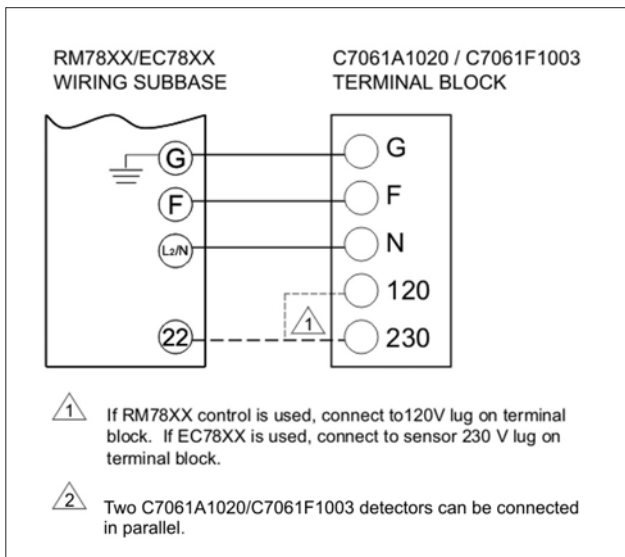 RM78XX/EC78XX
WIRING SUBBASE
C7061A1020 / C7061F1003
TERMINAL BLOCK
G
G
F
F
L2/N
N
120
1
22
230
1
If RM78XX control is used, connect to120V lug on terminal
block. If EC78XX is used, connect to sensor 230 V lug on
terminal block.
2
Two C7061A1020/C7061F1003 detectors can be connected
in parallel.